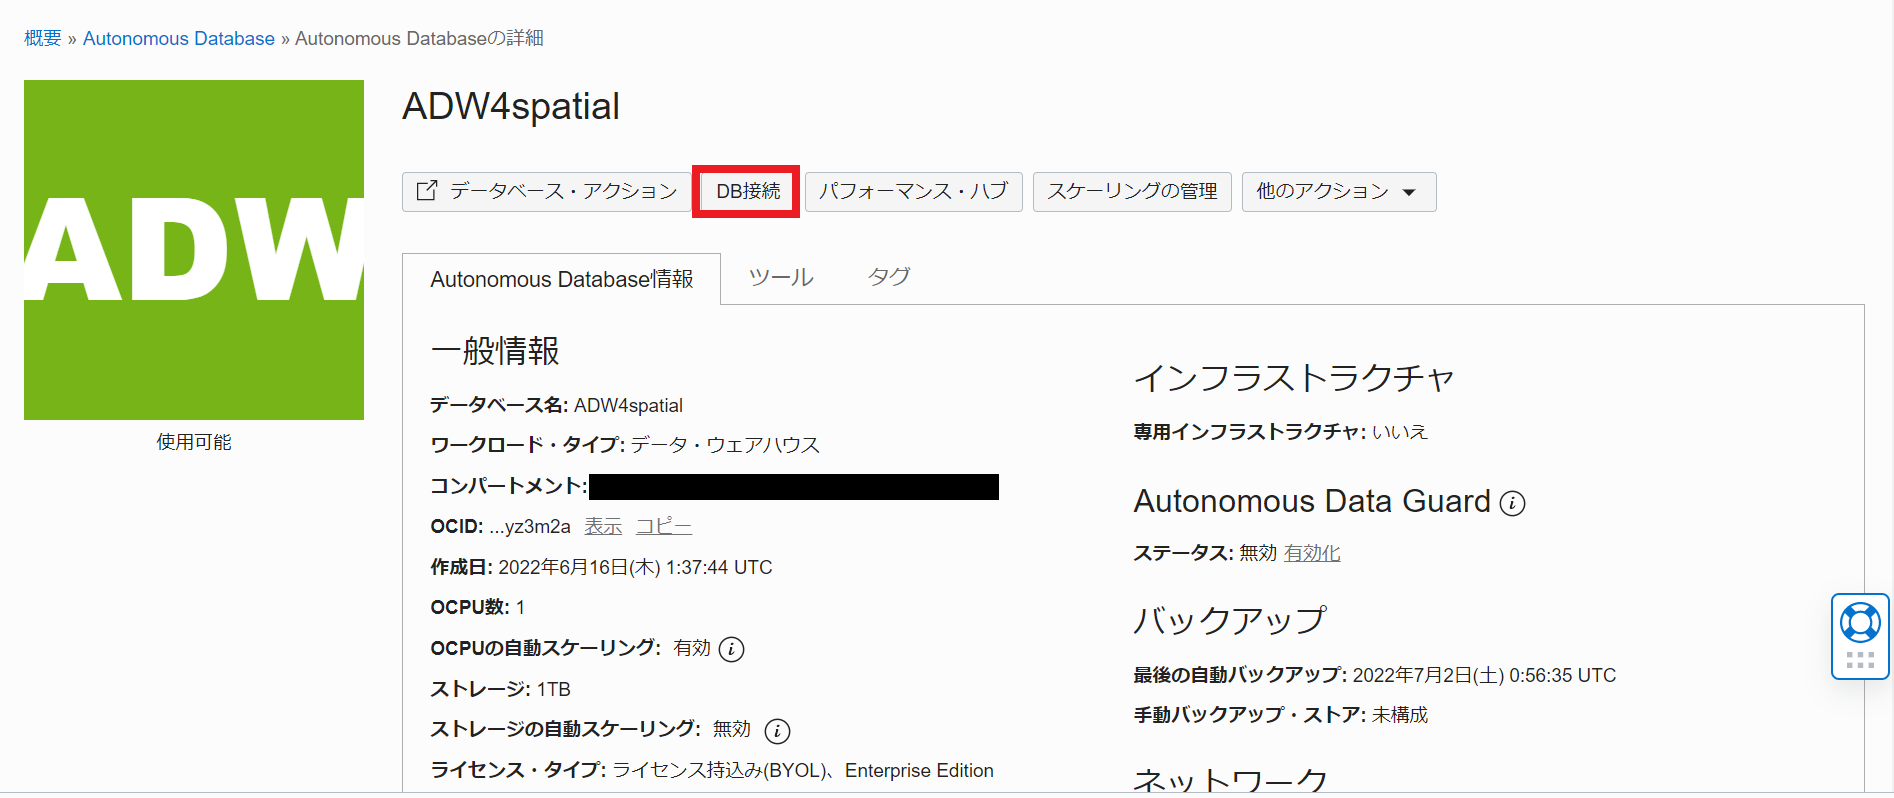 概要 » Autonomous Database » Autonomous Databaseの詳細
ADW
使用可能
ADW4spatial
データベース・アクション DB接続 パフォーマンス・ハブ スケーリングの管理 他のアクション
Autonomous Database情報 ツール タグ
一般情報
データベース名: ADW4spatial
ワークロード・タイプ: データ・ウェアハウス
コンパートメント:
OCID: ...yz3m2a 表示 コピー
作成日: 2022年6月16日(木) 1:37:44 UTC
OCPU数: 1
OCPUの自動スケーリング: 有効 i
ストレージ: 1TB
ストレージの自動スケーリング: 無効 i
ライセンス・タイプ: ライセンス持込み(BYOL)、Enterprise Edition
インフラストラクチャ
専用インフラストラクチャ: いいえ
Autonomous Data Guard i
ステータス: 無効 有効化
バックアップ
最後の自動バックアップ: 2022年7月2日(土) 0:56:35 UTC
手動バックアップ・ストア: 未構成
ネットワーク